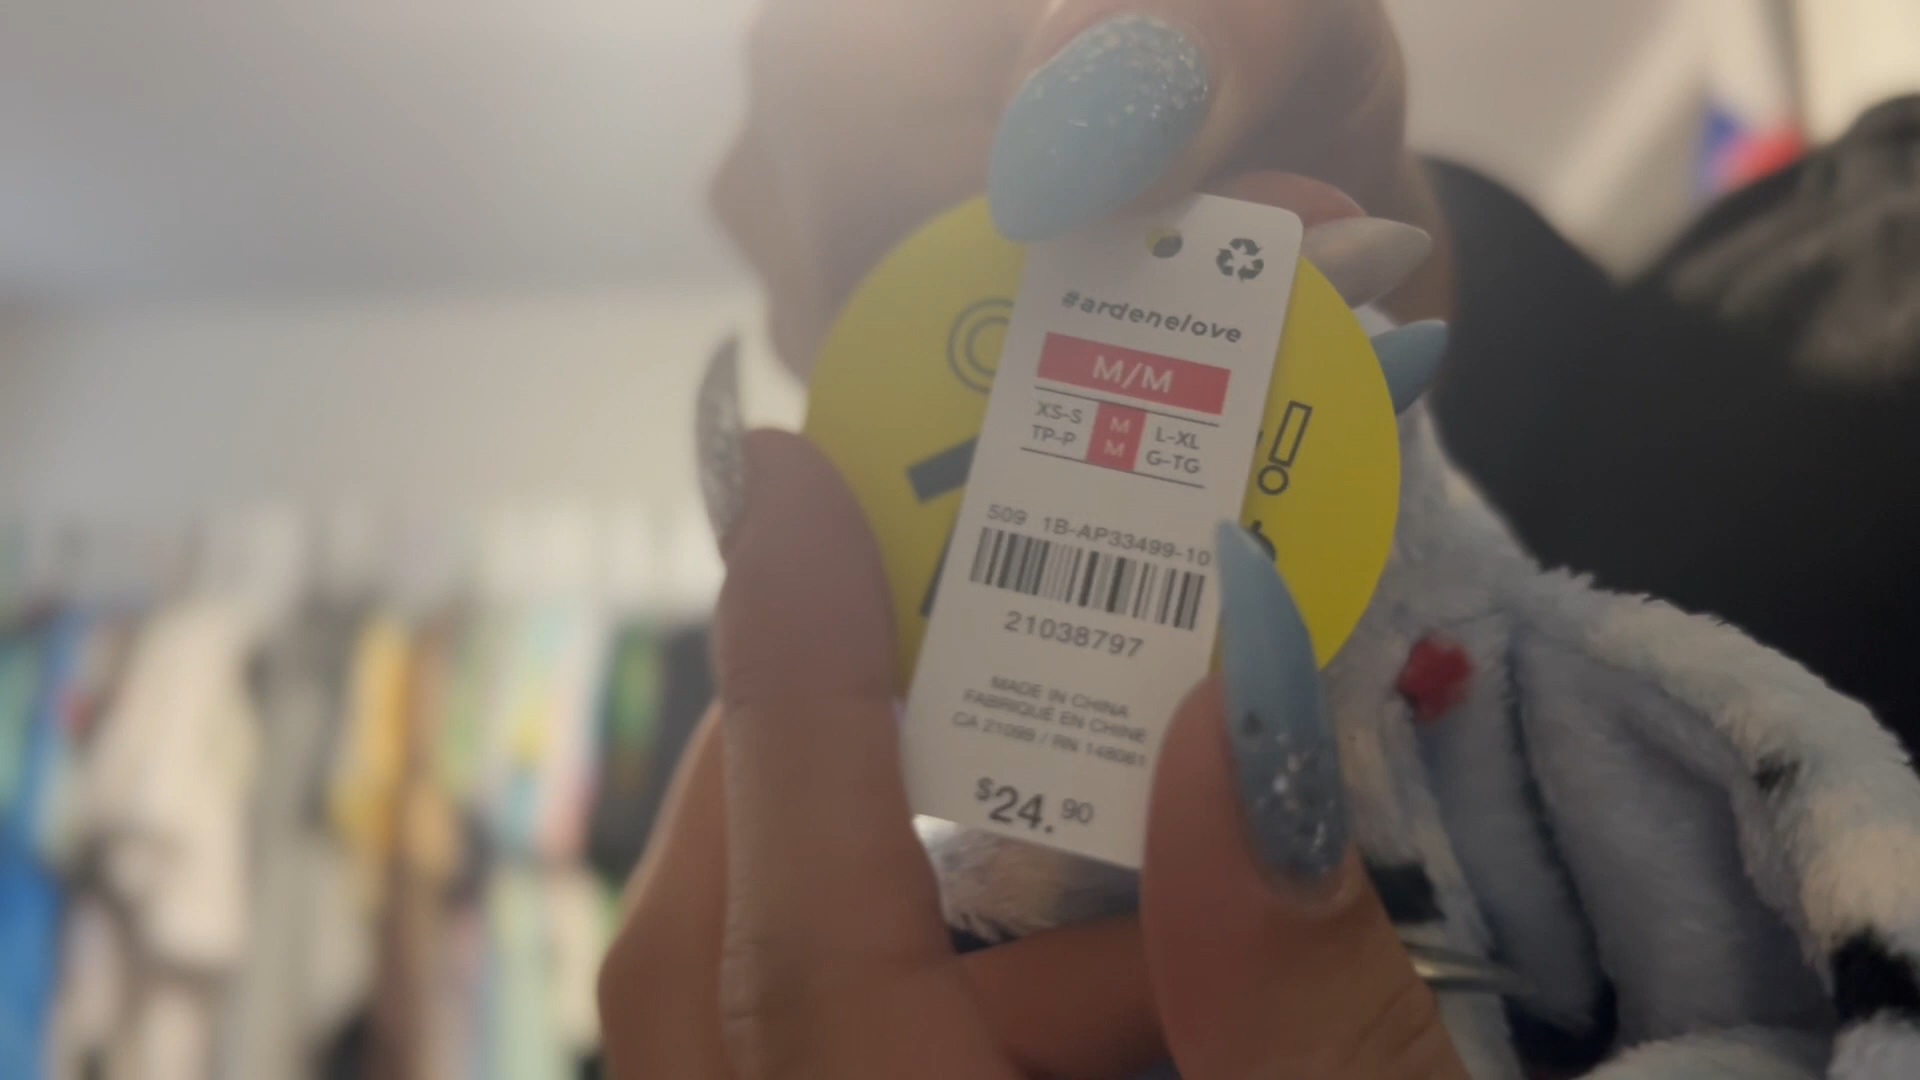 #ardenelove
M/M
XS-S M L-XL
TP-P M G-TG
509 1B-AP33499-10
21038797
MADE IN CHINA
FABRIQUÉ EN CHINE
CA 21099 / RN 148061
$24.90
!